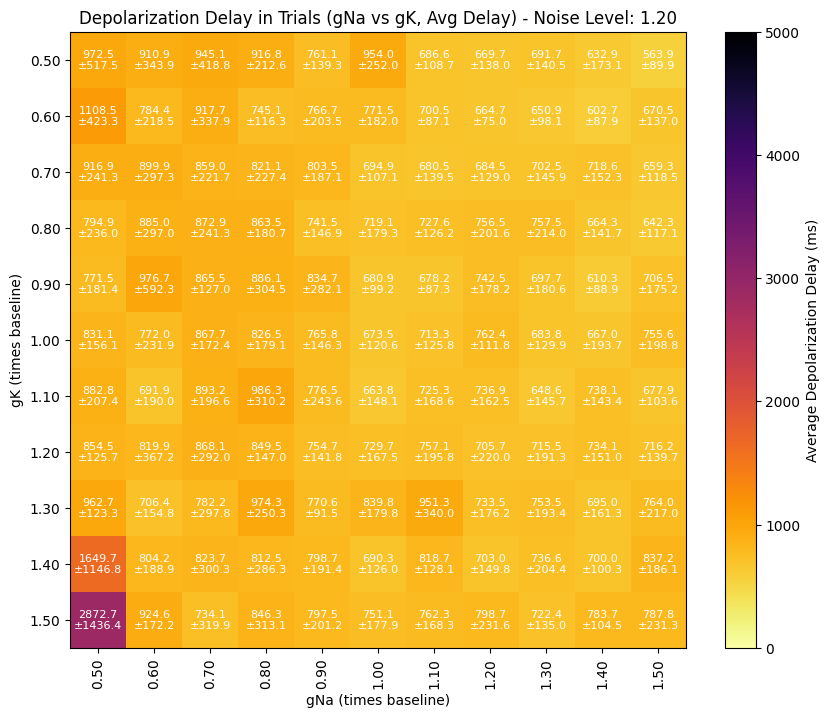 Depolarization Delay in Trials (gNa vs gK, Avg Delay) - Noise Level: 1.20
0.50 972.5 910.9 945.1 916.8 761.1 954.0 686.6 669.7 691.7 632.9 563.9
±517.5 ±343.9 ±418.8 ±212.6 ±139.3 ±252.0 ±108.7 ±138.0 ±140.5 ±173.1 ±89.9
0.60 1108.5 784.4 917.7 745.1 766.7 771.5 700.5 664.7 650.9 602.7 670.5
±423.3 ±218.5 ±337.9 ±116.3 ±203.5 ±182.0 ±87.1 ±75.0 ±98.1 ±87.9 ±137.0
0.70 916.9 899.9 859.0 821.1 803.5 694.9 680.5 684.5 702.5 718.6 659.3
±241.3 ±297.3 ±221.7 ±227.4 ±187.1 ±107.1 ±139.5 ±129.0 ±145.9 ±152.3 ±118.5
0.80 794.9 885.0 872.9 863.5 741.5 719.1 727.6 756.5 757.5 664.3 642.3
±236.0 ±297.0 ±241.3 ±180.7 ±146.9 ±179.3 ±126.2 ±201.6 ±214.0 ±141.7 ±117.1
0.90 771.5 976.7 865.5 886.1 834.7 680.9 678.2 742.5 697.7 610.3 706.5
±181.4 ±592.3 ±127.0 ±304.5 ±282.1 ±99.2 ±87.3 ±178.2 ±180.6 ±88.9 ±175.2
1.00 831.1 772.0 867.7 826.5 765.8 673.5 713.3 762.4 683.8 667.0 755.6
±156.1 ±231.9 ±172.4 ±179.1 ±146.3 ±120.6 ±125.8 ±111.8 ±129.9 ±193.7 ±198.8
1.10 882.8 691.9 893.2 986.3 776.5 663.8 725.3 736.9 648.6 738.1 677.9
±207.4 ±190.0 ±196.6 ±310.2 ±243.6 ±148.1 ±168.6 ±162.5 ±145.7 ±143.4 ±103.6
1.20 854.5 819.9 868.1 849.5 754.7 729.7 757.1 705.7 715.5 734.1 716.2
±125.7 ±367.2 ±292.0 ±147.0 ±141.8 ±167.5 ±195.8 ±220.0 ±191.3 ±151.0 ±139.7
1.30 962.7 706.4 782.2 974.3 770.6 839.8 951.3 733.5 753.5 695.0 764.0
±123.3 ±154.8 ±297.8 ±250.3 ±91.5 ±179.8 ±340.0 ±176.2 ±193.4 ±161.3 ±217.0
1.40 1649.7 804.2 823.7 812.5 798.7 690.3 818.7 703.0 736.6 700.0 837.2
±1146.8 ±188.9 ±300.3 ±286.3 ±191.4 ±126.0 ±128.1 ±149.8 ±204.4 ±100.3 ±186.1
1.50 2872.7 924.6 734.1 846.3 797.5 751.1 762.3 798.7 722.4 783.7 787.8
±1436.4 ±172.2 ±319.9 ±313.1 ±201.2 ±177.9 ±168.3 ±231.6 ±135.0 ±104.5 ±231.3
0.50 0.60 0.70 0.80 0.90 1.00 1.10 1.20 1.30 1.40 1.50
gNa (times baseline)
gK (times baseline)
5000
4000
3000
2000
1000
0
Average Depolarization Delay (ms)